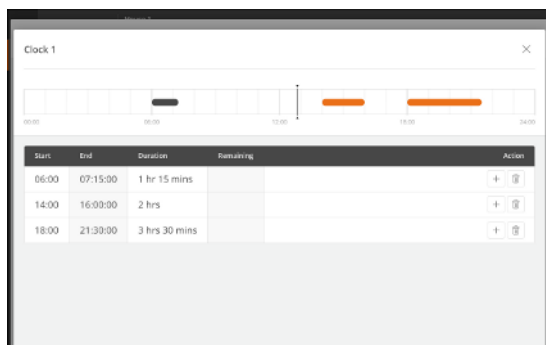 Clock 1
00:00 06:00 12:00 18:00 24:00
Start End Duration Remaining Action
06:00 07:15:00 1 hr 15 mins
14:00 16:00:00 2 hrs
18:00 21:30:00 3 hrs 30 mins